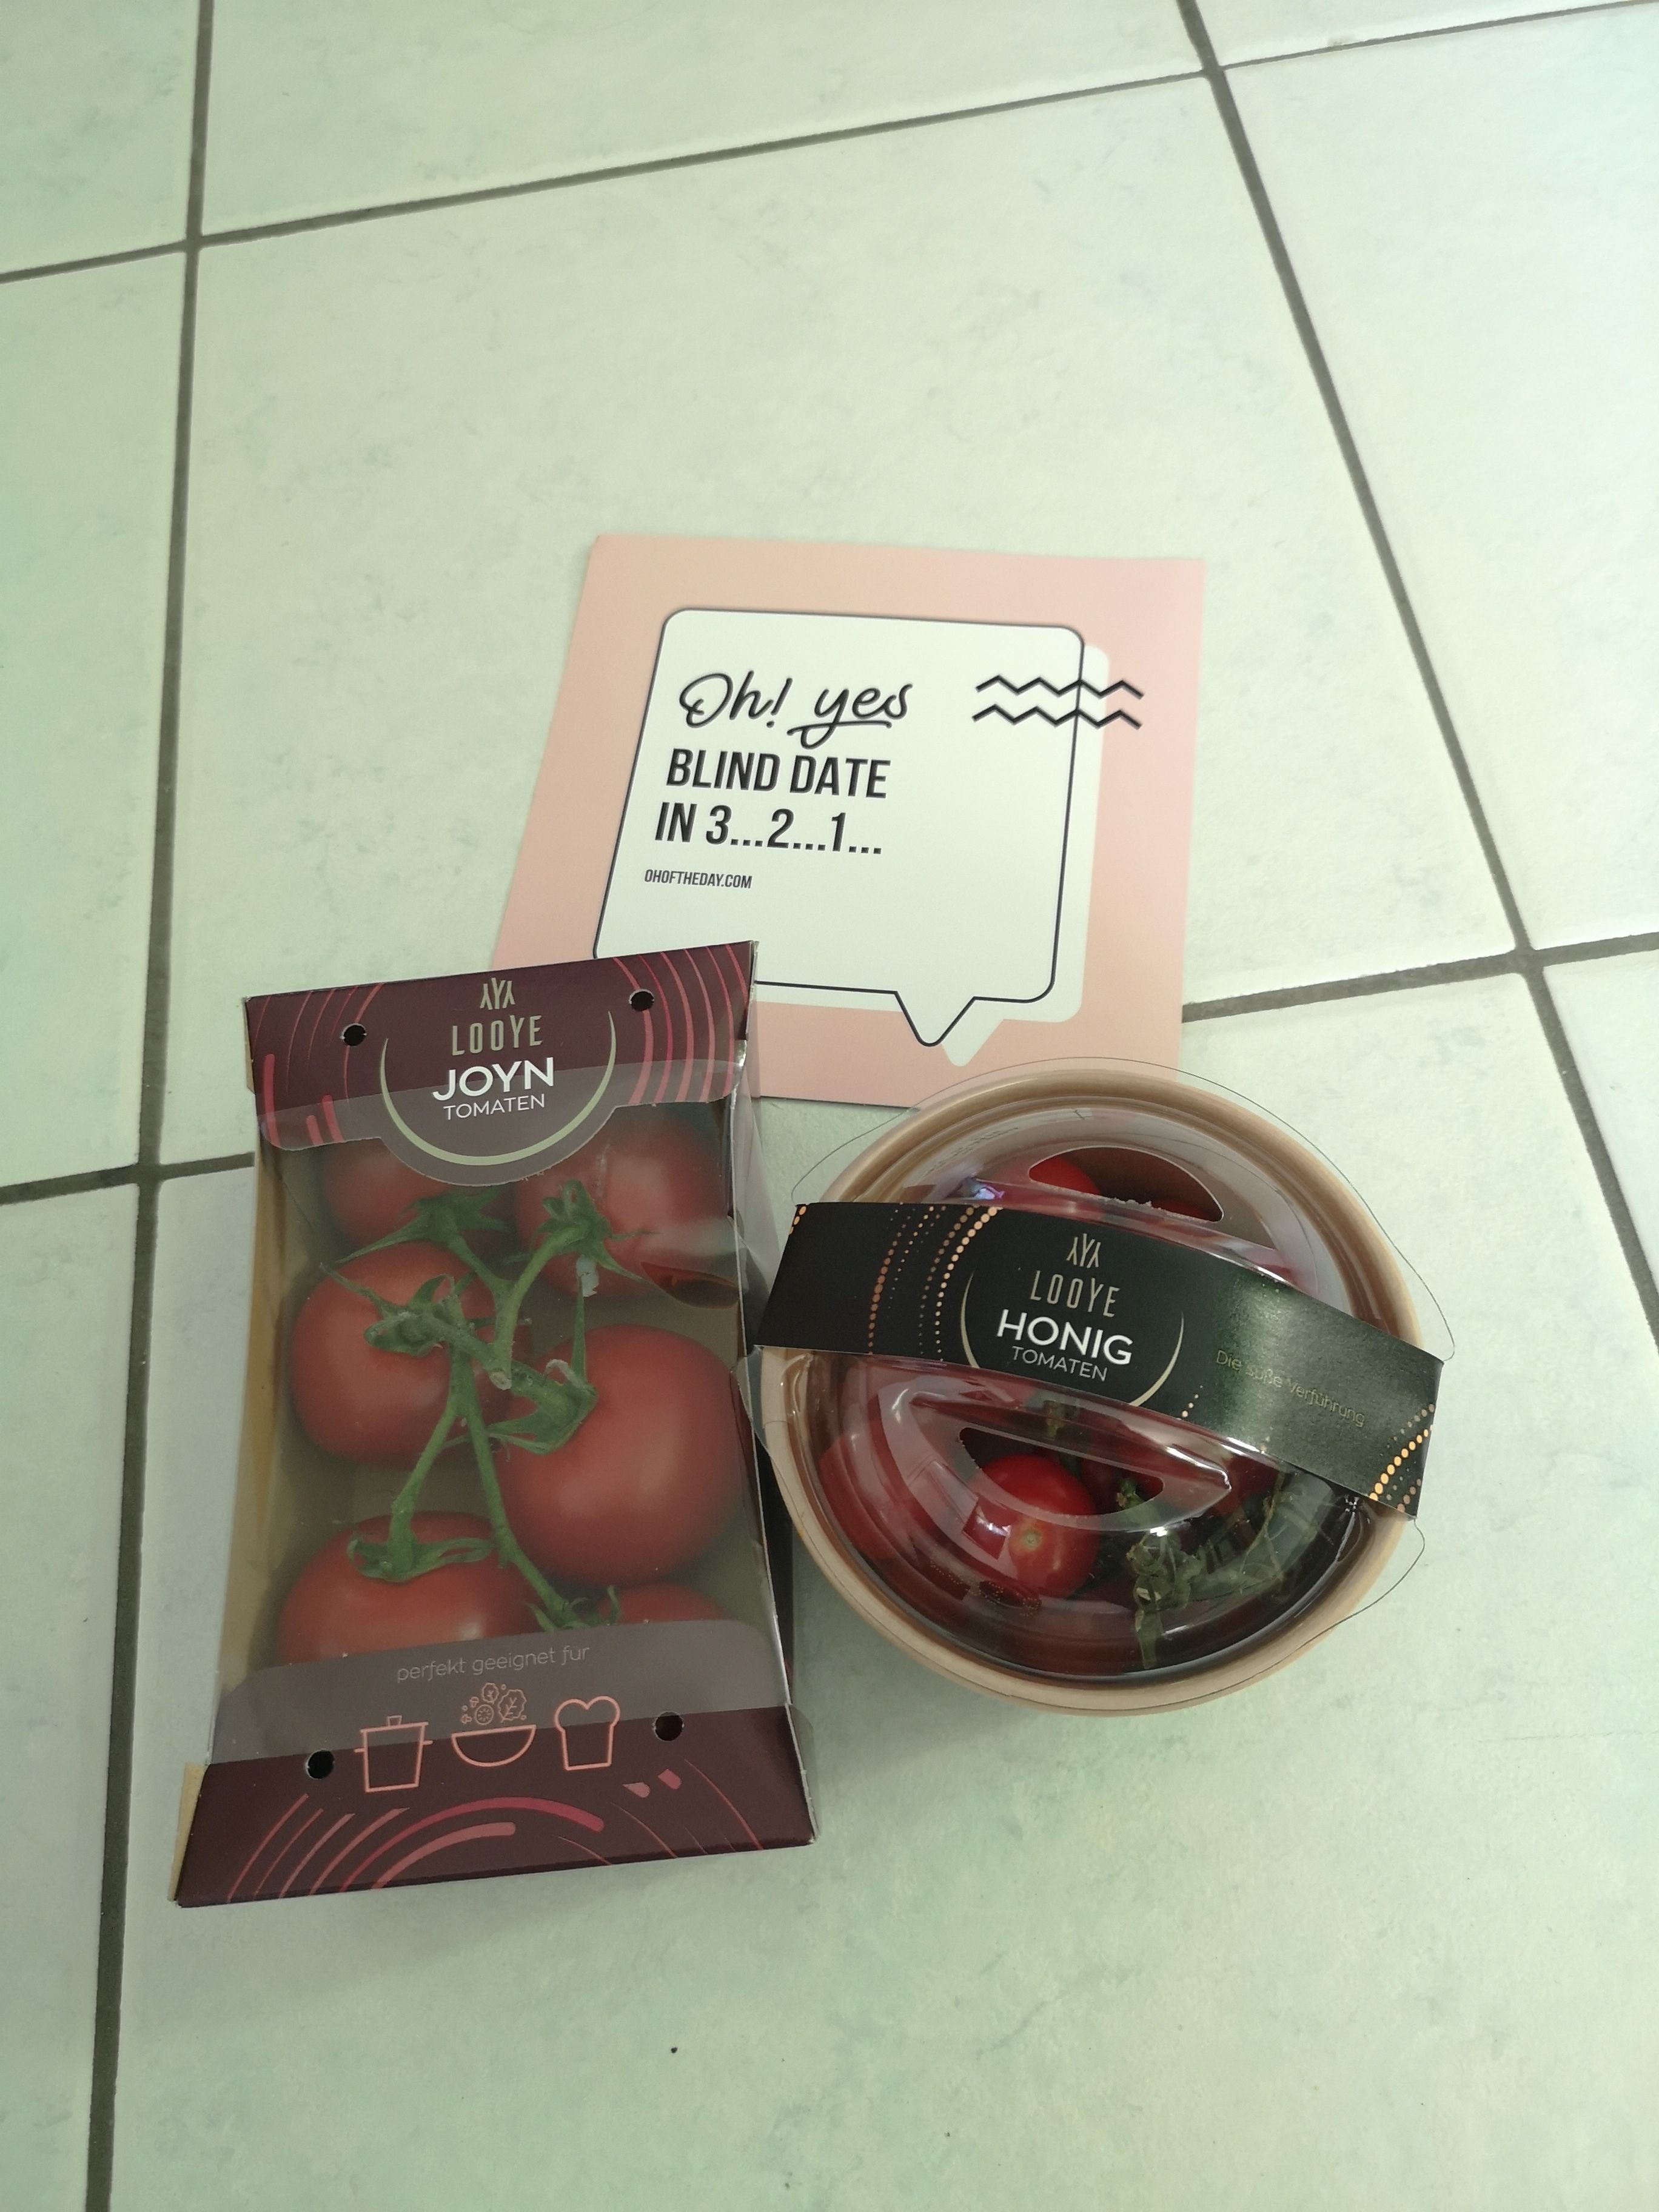 Oh! yes
BLIND DATE
IN 3...2...1...
OHOFTHEDAY.COM
LOOYE
JOYN
TOMATEN
perfekt geeignet für
LOOYE
HONIG
TOMATEN
Die süße Verführung